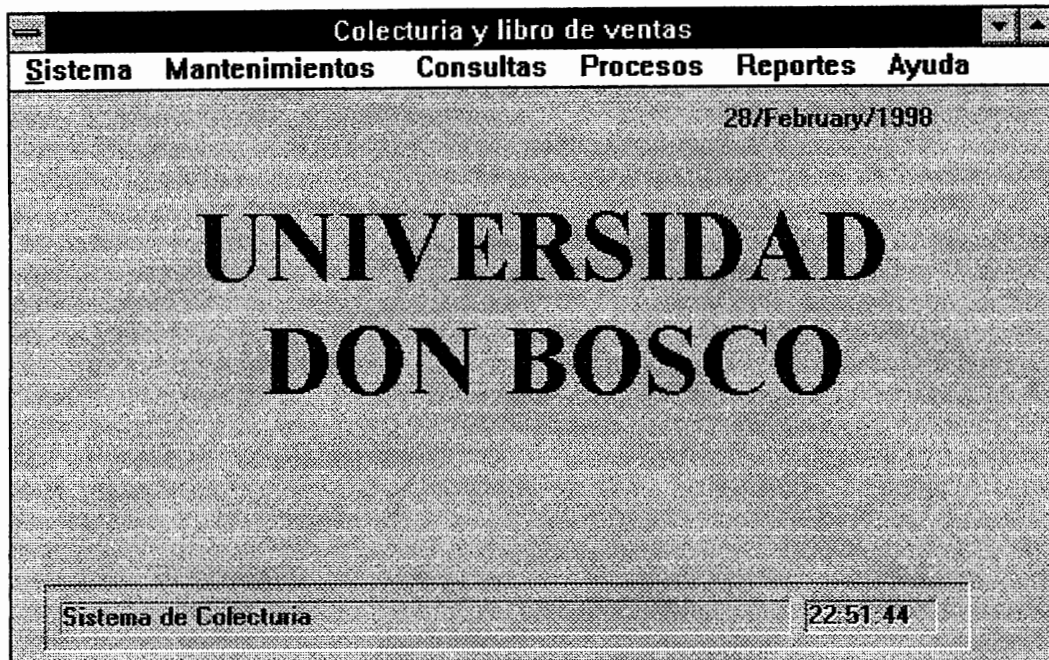 Colecturia y libro de ventas
Sistema Mantenimientos Consultas Procesos Reportes Ayuda
28/February/1998
UNIVERSIDAD
DON BOSCO
Sistema de Colecturia 22:51:44